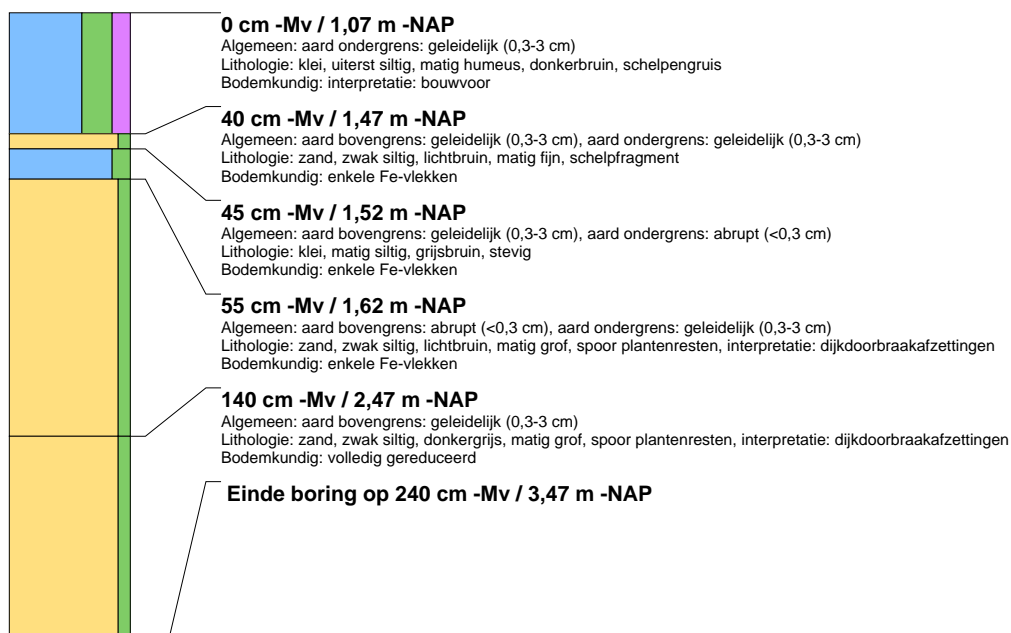 0 cm -Mv / 1,07 m -NAP
Algemeen: aard ondergrens: geleidelijk (0,3-3 cm)
Lithologie: klei, uiterst siltig, matig humeus, donkerbruin, schelpengruis
Bodemkundig: interpretatie: bouwvoor
40 cm -Mv / 1,47 m -NAP
Algemeen: aard bovengrens: geleidelijk (0,3-3 cm), aard ondergrens: geleidelijk (0,3-3 cm)
Lithologie: zand, zwak siltig, lichtbruin, matig fijn, schelpfragment
Bodemkundig: enkele Fe-vlekken
45 cm -Mv / 1,52 m -NAP
Algemeen: aard bovengrens: geleidelijk (0,3-3 cm), aard ondergrens: abrupt (<0,3 cm)
Lithologie: klei, matig siltig, grijsbruin, stevig
Bodemkundig: enkele Fe-vlekken
55 cm -Mv / 1,62 m -NAP
Algemeen: aard bovengrens: abrupt (<0,3 cm), aard ondergrens: geleidelijk (0,3-3 cm)
Lithologie: zand, zwak siltig, lichtbruin, matig grof, spoor plantenresten, interpretatie: dijkdoorbraakafzettingen
Bodemkundig: enkele Fe-vlekken
140 cm -Mv / 2,47 m -NAP
Algemeen: aard bovengrens: geleidelijk (0,3-3 cm)
Lithologie: zand, zwak siltig, donkergrijs, matig grof, spoor plantenresten, interpretatie: dijkdoorbraakafzettingen
Bodemkundig: volledig gereduceerd
Einde boring op 240 cm -Mv / 3,47 m -NAP